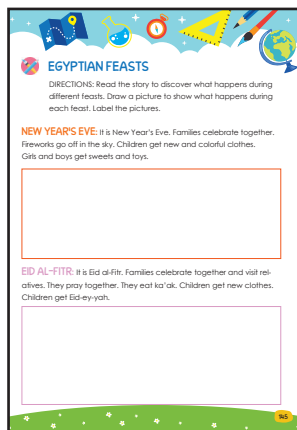 EGYPTIAN FEASTS
DIRECTIONS: Read the story to discover what happens during
different feasts. Draw a picture to show what happens during
each feast. Label the pictures.
NEW YEAR'S EVE: It is New Year's Eve. Families celebrate together.
Fireworks go off in the sky. Children get new and colorful clothes.
Girls and boys get sweets and toys.
EID AL-FITR: It is Eid al-Fitr. Families celebrate together and visit rel-
atives. They pray together. They eat ka'ak. Children get new clothes.
Children get Eid-ey-yah.
145